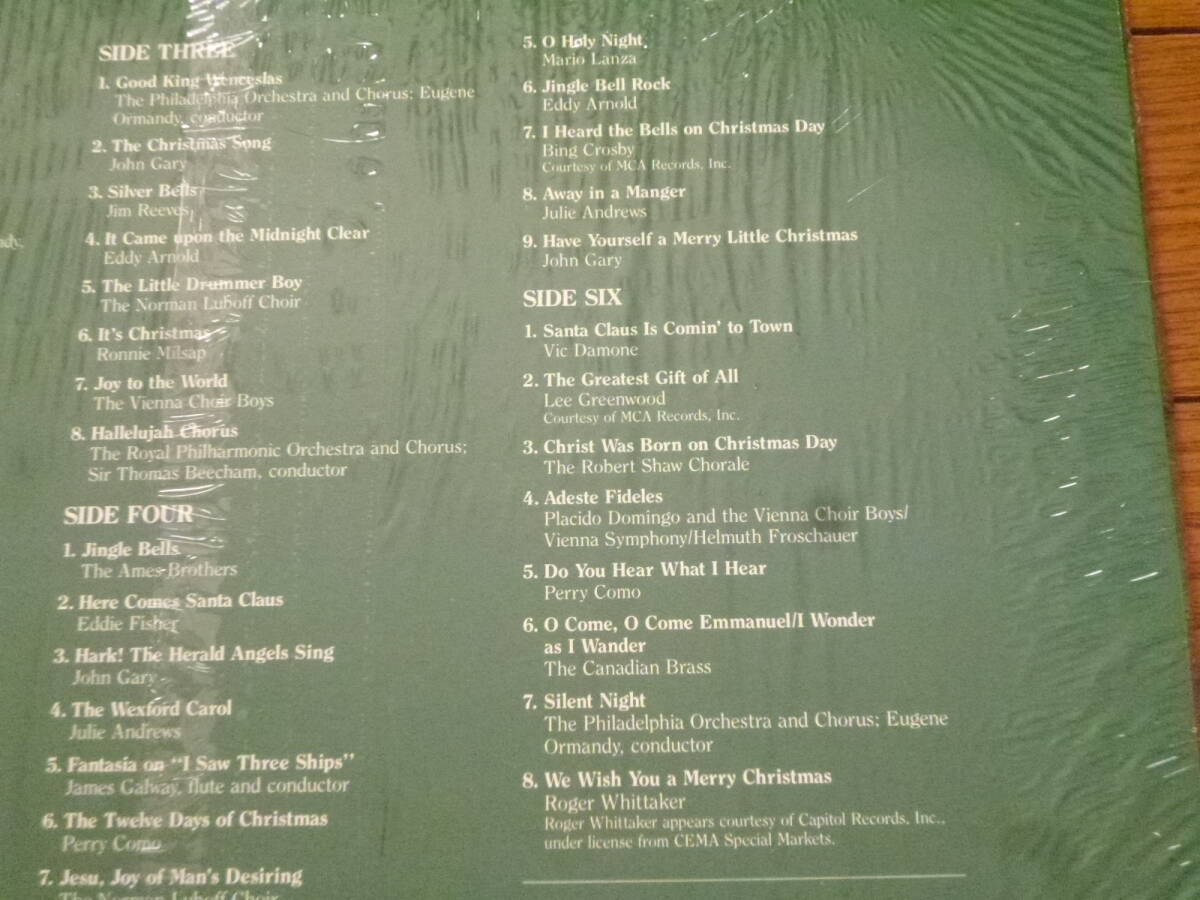 SIDE THREE
1. Good King Wenceslas
The Philadelphia Orchestra and Chorus; Eugene
Ormandy, conductor
2. The Christmas Song
John Gary
3. Silver Bells
Jim Reeves
4. It Came upon the Midnight Clear
Eddy Arnold
5. The Little Drummer Boy
The Norman Luboff Choir
6. It's Christmas
Ronnie Milsap
7. Joy to the World
The Vienna Choir Boys
8. Hallelujah Chorus
The Royal Philharmonic Orchestra and Chorus;
Sir Thomas Beecham, conductor
SIDE FOUR
1. Jingle Bells
The Ames Brothers
2. Here Comes Santa Claus
Eddie Fisher
3. Hark! The Herald Angels Sing
John Gary
4. The Wexford Carol
Julie Andrews
5. Fantasia on “I Saw Three Ships”
James Galway, flute and conductor
6. The Twelve Days of Christmas
Perry Como
7. Jesu, Joy of Man's Desiring
The Norman Luboff Choir
5. O Holy Night
Mario Lanza
6. Jingle Bell Rock
Eddy Arnold
7. I Heard the Bells on Christmas Day
Bing Crosby
Courtesy of MCA Records, Inc.
8. Away in a Manger
Julie Andrews
9. Have Yourself a Merry Little Christmas
John Gary
SIDE SIX
1. Santa Claus Is Comin' to Town
Vic Damone
2. The Greatest Gift of All
Lee Greenwood
Courtesy of MCA Records, Inc.
3. Christ Was Born on Christmas Day
The Robert Shaw Chorale
4. Adeste Fideles
Placido Domingo and the Vienna Choir Boys/
Vienna Symphony/Helmuth Froschauer
5. Do You Hear What I Hear
Perry Como
6. O Come, O Come Emmanuel/I Wonder
as I Wander
The Canadian Brass
7. Silent Night
The Philadelphia Orchestra and Chorus; Eugene
Ormandy, conductor
8. We Wish You a Merry Christmas
Roger Whittaker
Roger Whittaker appears courtesy of Capitol Records, Inc.,
under license from CEMA Special Markets.